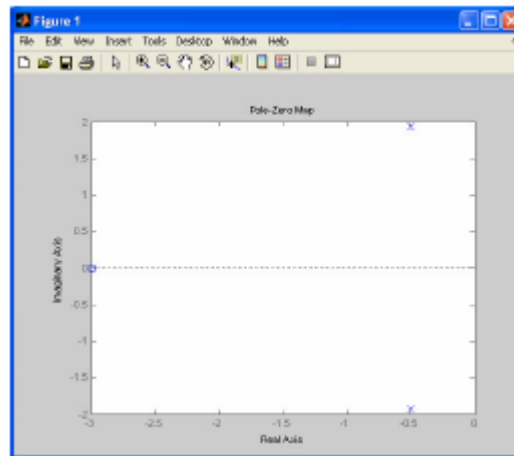 Figure 1
File Edit View Insert Tools Desktop Window Help
Pole-Zero Map
2
1.5
1
0.5
0
-0.5
-1
-1.5
-2
-3 -2.5 -2 -1.5 -1 -0.5 0
Imaginary Axis
Real Axis